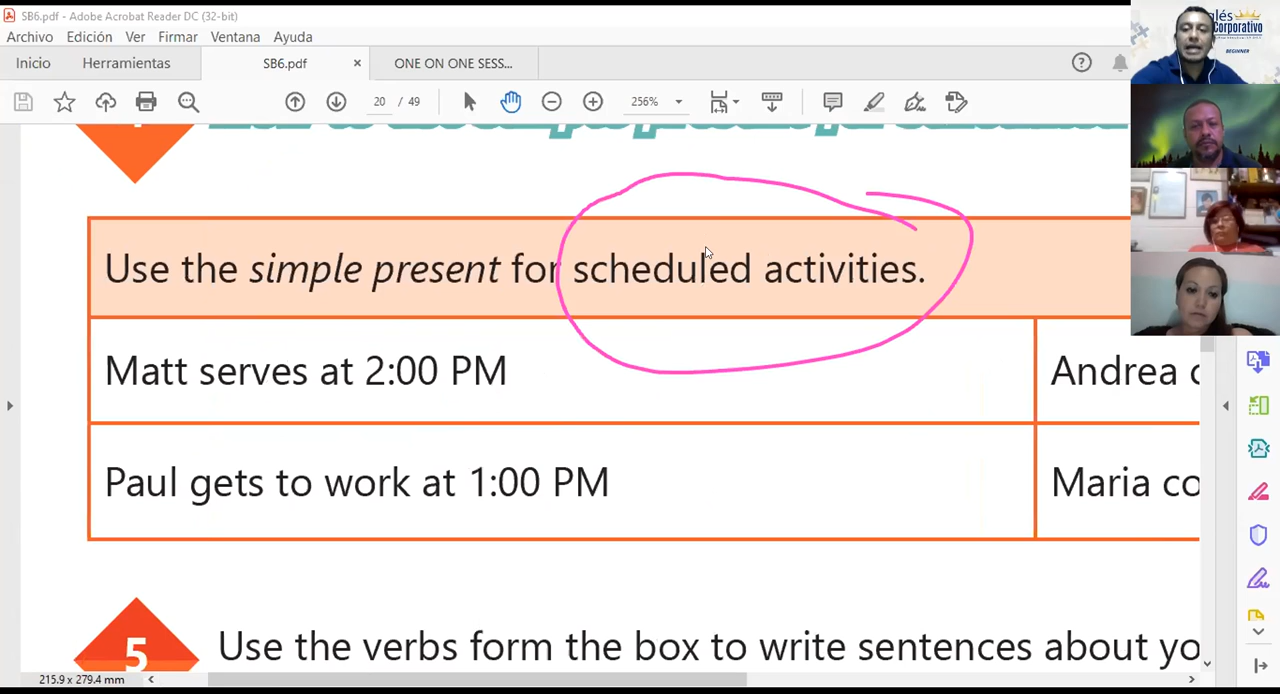 SB6.pdf - Adobe Acrobat Reader DC (32-bit)
Archivo Edición Ver Firmar Ventana Ayuda
Inicio Herramientas SB6.pdf × ONE ON ONE SESS...
20 / 49 256%
Corporativo
BEGINNER
Use the simple present for scheduled activities.
Matt serves at 2:00 PM Andrea
Paul gets to work at 1:00 PM Maria co
5 Use the verbs form the box to write sentences about yo
215.9 x 279.4 mm